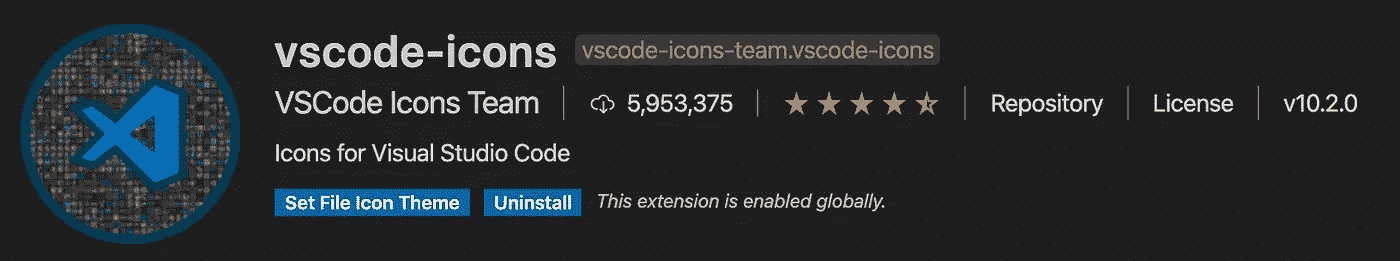 vscode-icons vscode-icons-team.vscode-icons
VSCode Icons Team 5,953,375 Repository License v10.2.0
Icons for Visual Studio Code
Set File Icon Theme Uninstall This extension is enabled globally.